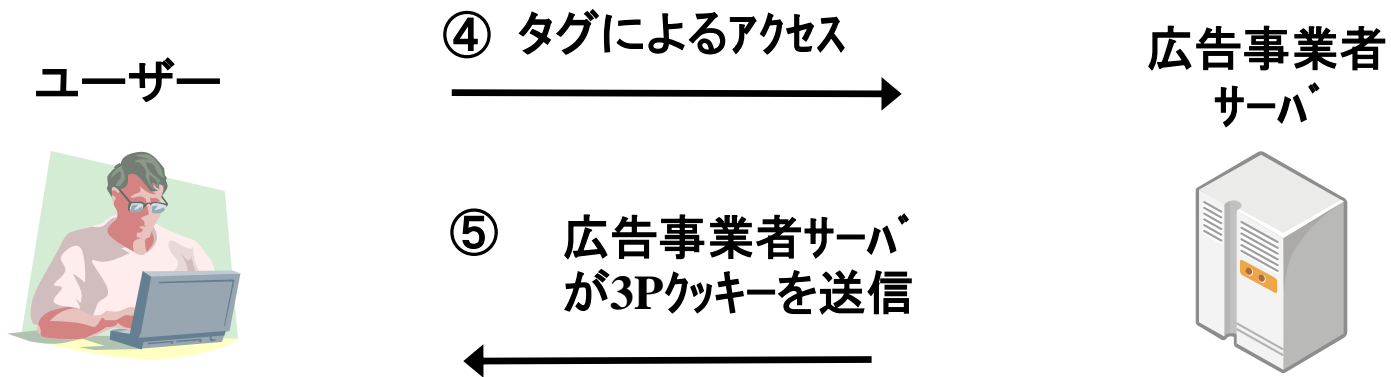 ④ タグによるｱｸｾｽ
ユーザー
広告事業者
ｻｰﾊﾞ
⑤ 広告事業者ｻｰﾊﾞ
が3Pｸｯｷｰを送信